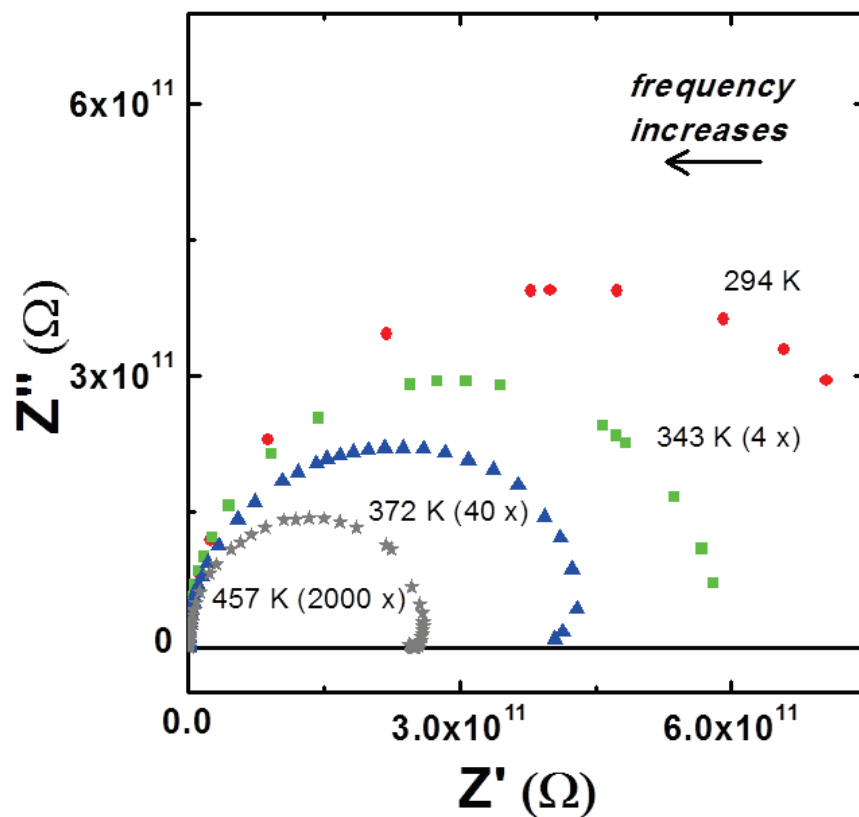 6x10¹¹
frequency
increases
294 K
3x10¹¹
343 K (4 x)
372 K (40 x)
457 K (2000 x)
0
0.0
3.0x10¹¹
6.0x10¹¹
Z'' (Ω)
Z' (Ω)